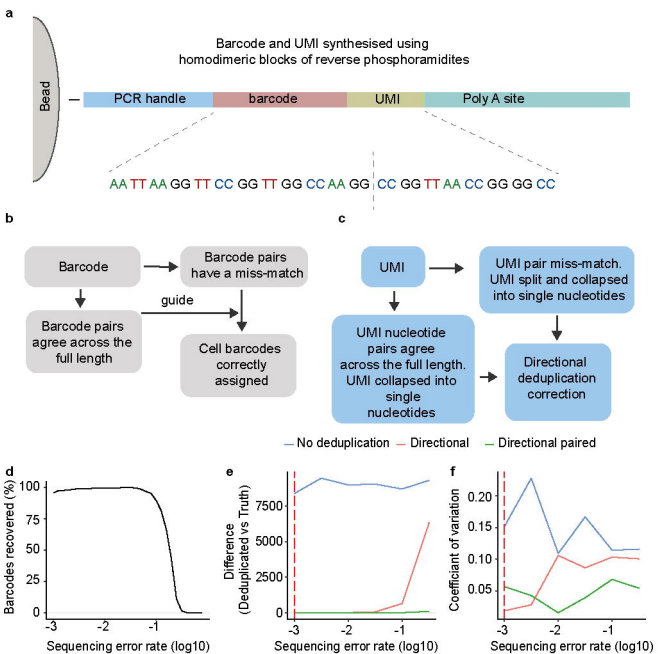 a
Barcode and UMI synthesised using
homodimeric blocks of reverse phosphoramidites
Bead
PCR handle
barcode
UMI
Poly A site
AA TT AA GG TT CC GG TT GG CC AA GG CC GG TT AA CC GG GG CC
b
Barcode
Barcode pairs
have a miss-match
guide
Barcode pairs
agree across the
full length
Cell barcodes
correctly
assigned
c
UMI
UMI pair miss-match.
UMI split and collapsed
into single nucleotides
UMI nucleotide
pairs agree
across the full length.
UMI collapsed into
single
nucleotides
Directional
deduplication
correction
No deduplication
Directional
Directional paired
d
Barcodes recovered (%)
100
75
50
25
0
-3
-2
-1
Sequencing error rate (log10)
e
Difference
(Deduplicated vs Truth)
7500
5000
2500
0
-3
-2
-1
Sequencing error rate (log10)
f
Coefficiant of variation
0.20
0.15
0.10
0.05
-3
-2
-1
Sequencing error rate (log10)